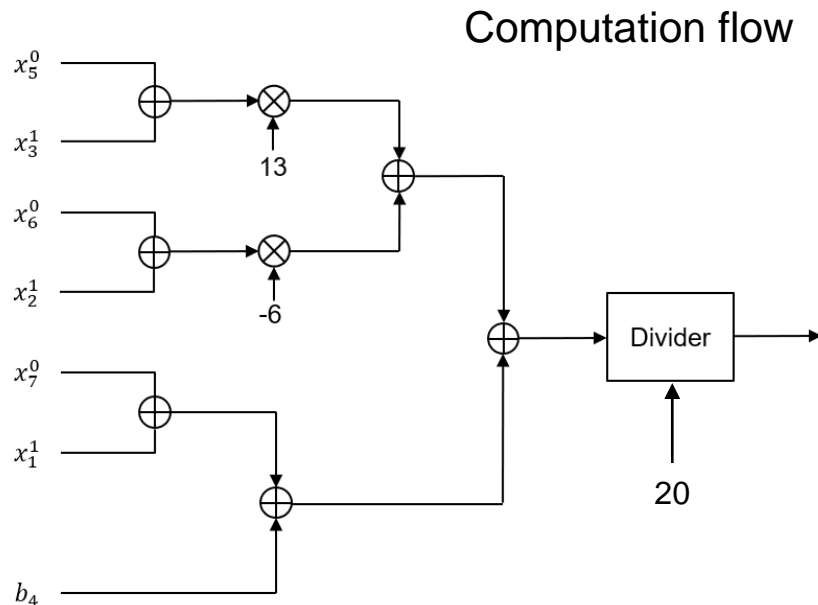 Computation flow
x_5^0
x_3^1
13
x_6^0
x_2^1
-6
Divider
x_7^0
x_1^1
20
b_4